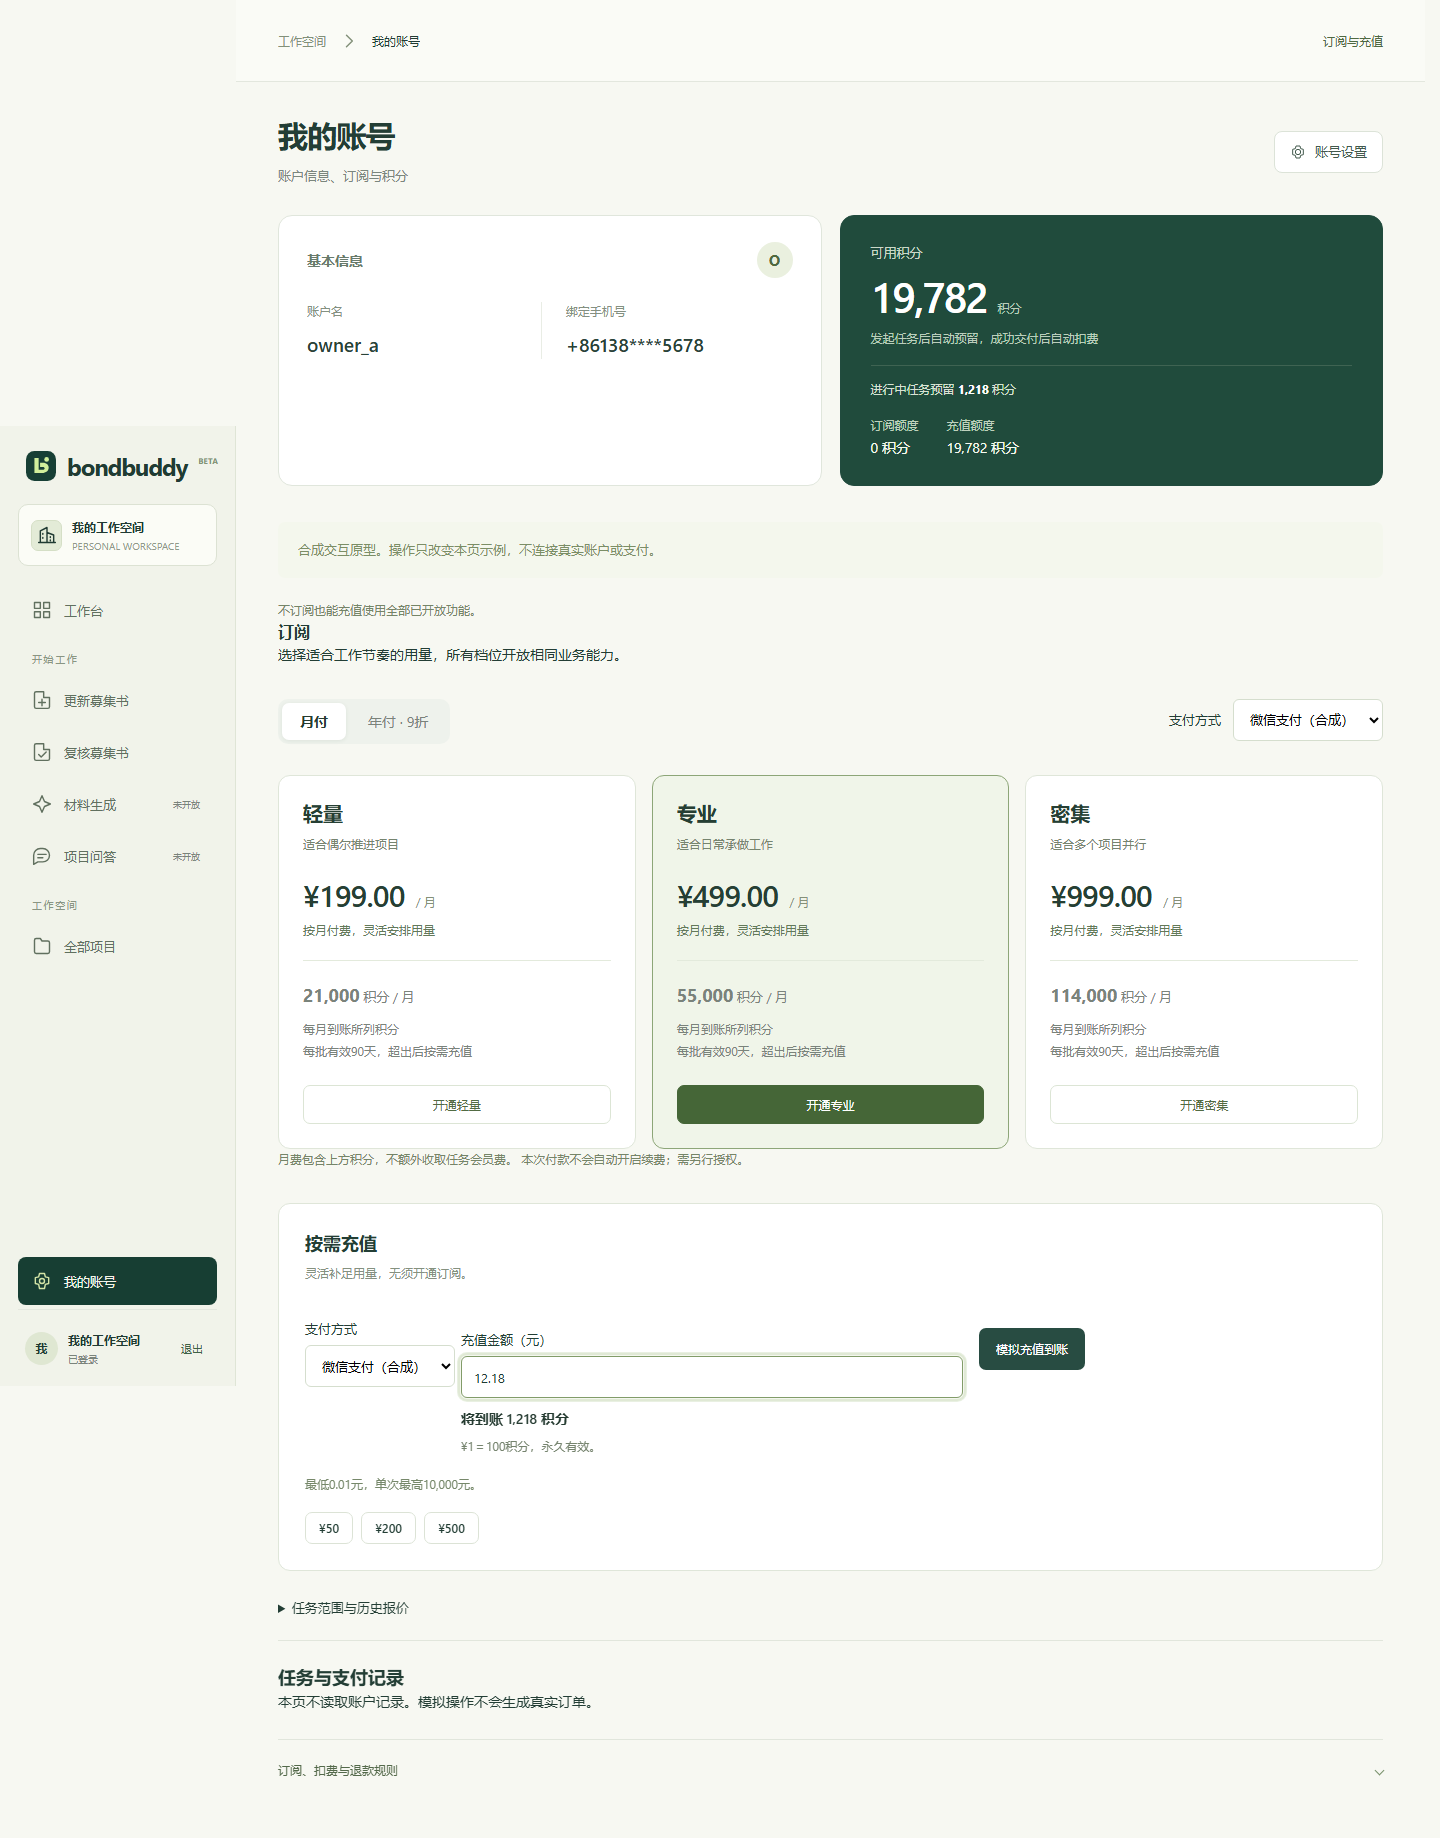 工作空间
我的账号
订阅与充值
我的账号
账户信息、订阅与积分
账号设置
基本信息
O
账户名
owner_a
绑定手机号
+86138****5678
可用积分
19,782 积分
发起任务后自动预留，成功交付后自动扣费
进行中任务预留 1,218 积分
订阅额度
0 积分
充值额度
19,782 积分
bondbuddy BETA
我的工作空间
PERSONAL WORKSPACE
工作台
开始工作
更新募集书
复核募集书
材料生成 未开放
项目问答 未开放
工作空间
全部项目
我的账号
我
我的工作空间
已登录
退出
合成交互原型。操作只改变本页示例，不连接真实账户或支付。
不订阅也能充值使用全部已开放功能。
订阅
选择适合工作节奏的用量，所有档位开放相同业务能力。
月付
年付 · 9折
支付方式
微信支付（合成）
轻量
适合偶尔推进项目
¥199.00 / 月
按月付费，灵活安排用量
21,000 积分 / 月
每月到账所列积分
每批有效90天，超出后按需充值
开通轻量
专业
适合日常承做工作
¥499.00 / 月
按月付费，灵活安排用量
55,000 积分 / 月
每月到账所列积分
每批有效90天，超出后按需充值
开通专业
密集
适合多个项目并行
¥999.00 / 月
按月付费，灵活安排用量
114,000 积分 / 月
每月到账所列积分
每批有效90天，超出后按需充值
开通密集
月费包含上方积分，不额外收取任务会员费。 本次付款不会自动开启续费；需另行授权。
按需充值
灵活补足用量，无须开通订阅。
支付方式
微信支付（合成）
充值金额（元）
12.18
将到账 1,218 积分
¥1 = 100积分，永久有效。
模拟充值到账
最低0.01元，单次最高10,000元。
¥50
¥200
¥500
任务范围与历史报价
任务与支付记录
本页不读取账户记录。模拟操作不会生成真实订单。
订阅、扣费与退款规则